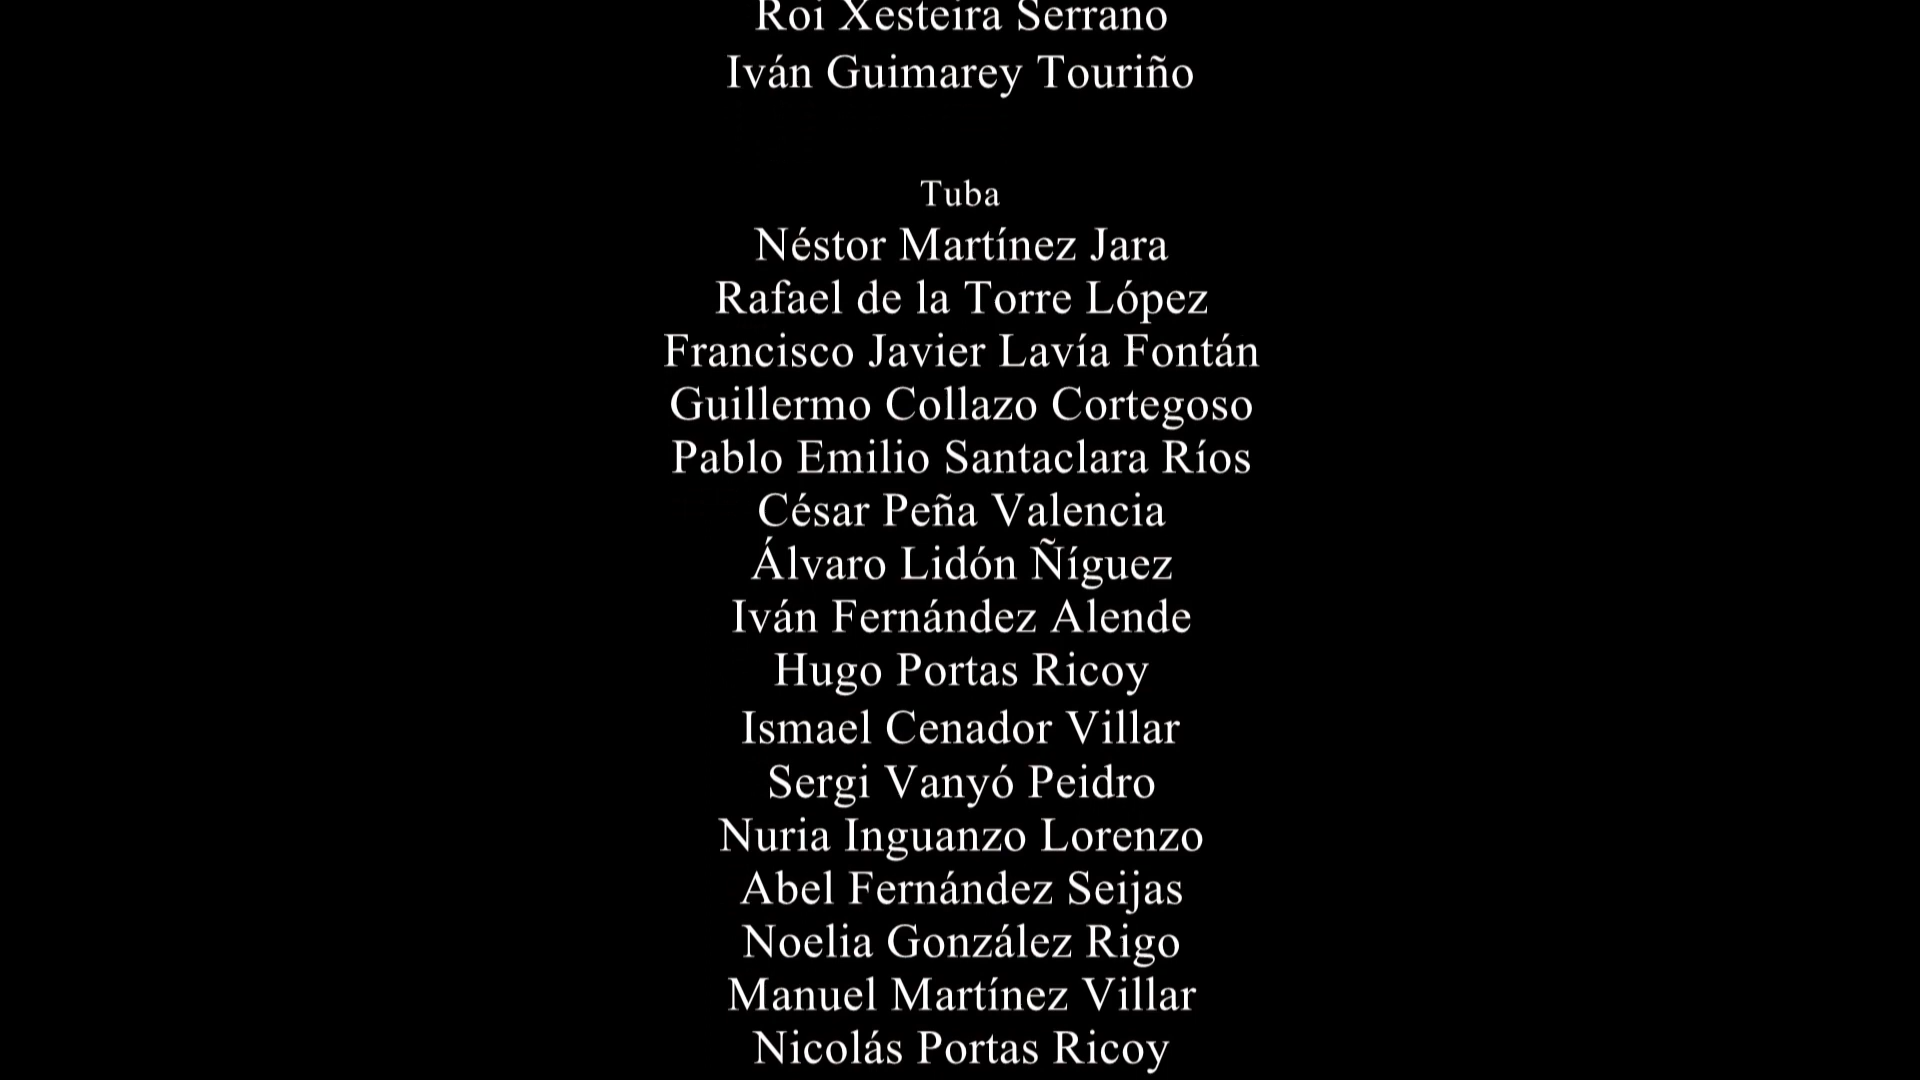 Roi Xesteira Serrano
Iván Guimarey Touriño
Tuba
Néstor Martínez Jara
Rafael de la Torre López
Francisco Javier Lavía Fontán
Guillermo Collazo Cortegoso
Pablo Emilio Santaclara Ríos
César Peña Valencia
Álvaro Lidón Ñíguez
Iván Fernández Alende
Hugo Portas Ricoy
Ismael Cenador Villar
Sergi Vanyó Peidro
Nuria Inguanzo Lorenzo
Abel Fernández Seijas
Noelia González Rigo
Manuel Martínez Villar
Nicolás Portas Ricoy